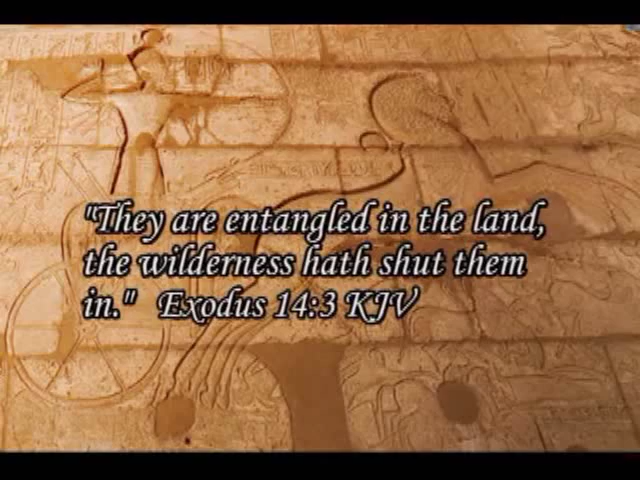 "They are entangled in the land,
the wilderness hath shut them
in."  Exodus 14:3 KJV